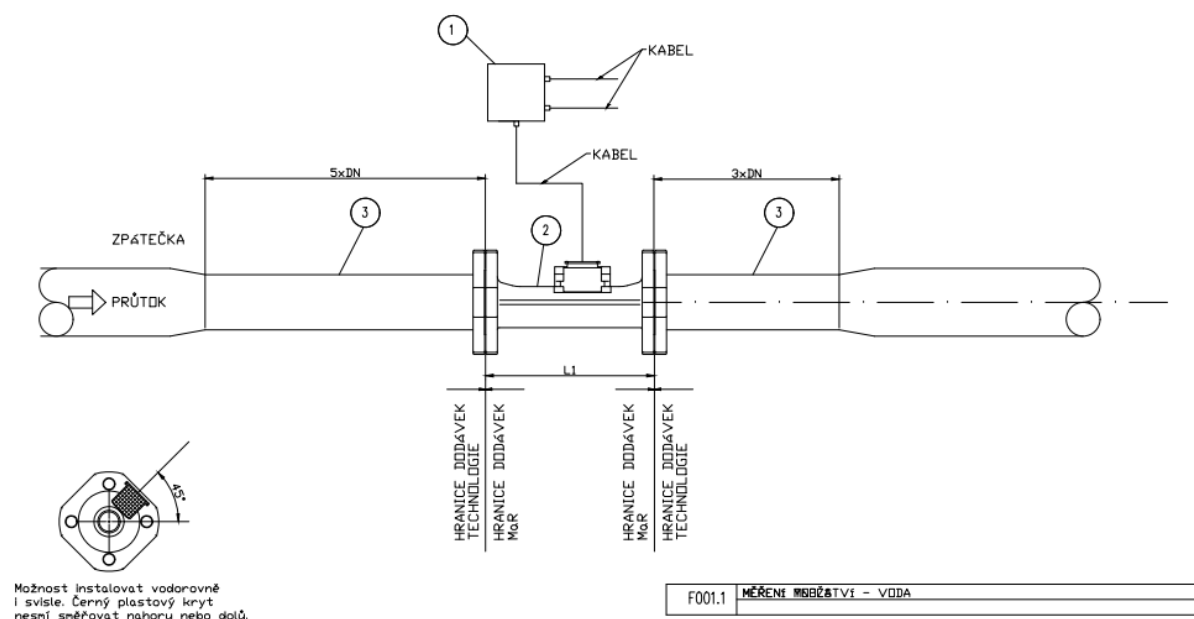 1
KABEL
KABEL
5xDN
3xDN
3
2
3
ZPÁTEČKA
PRŮTOK
L1
HRANICE DODÁVEK
TECHNOLOGIE
HRANICE DODÁVEK
MaR
HRANICE DODÁVEK
MaR
HRANICE DODÁVEK
TECHNOLOGIE
45°
Možnost instalovat vodorovně
i svisle. Černý plastový kryt
nesmí směřovat nahoru nebo dolů.
F001.1
MĚŘENÍ - VODA